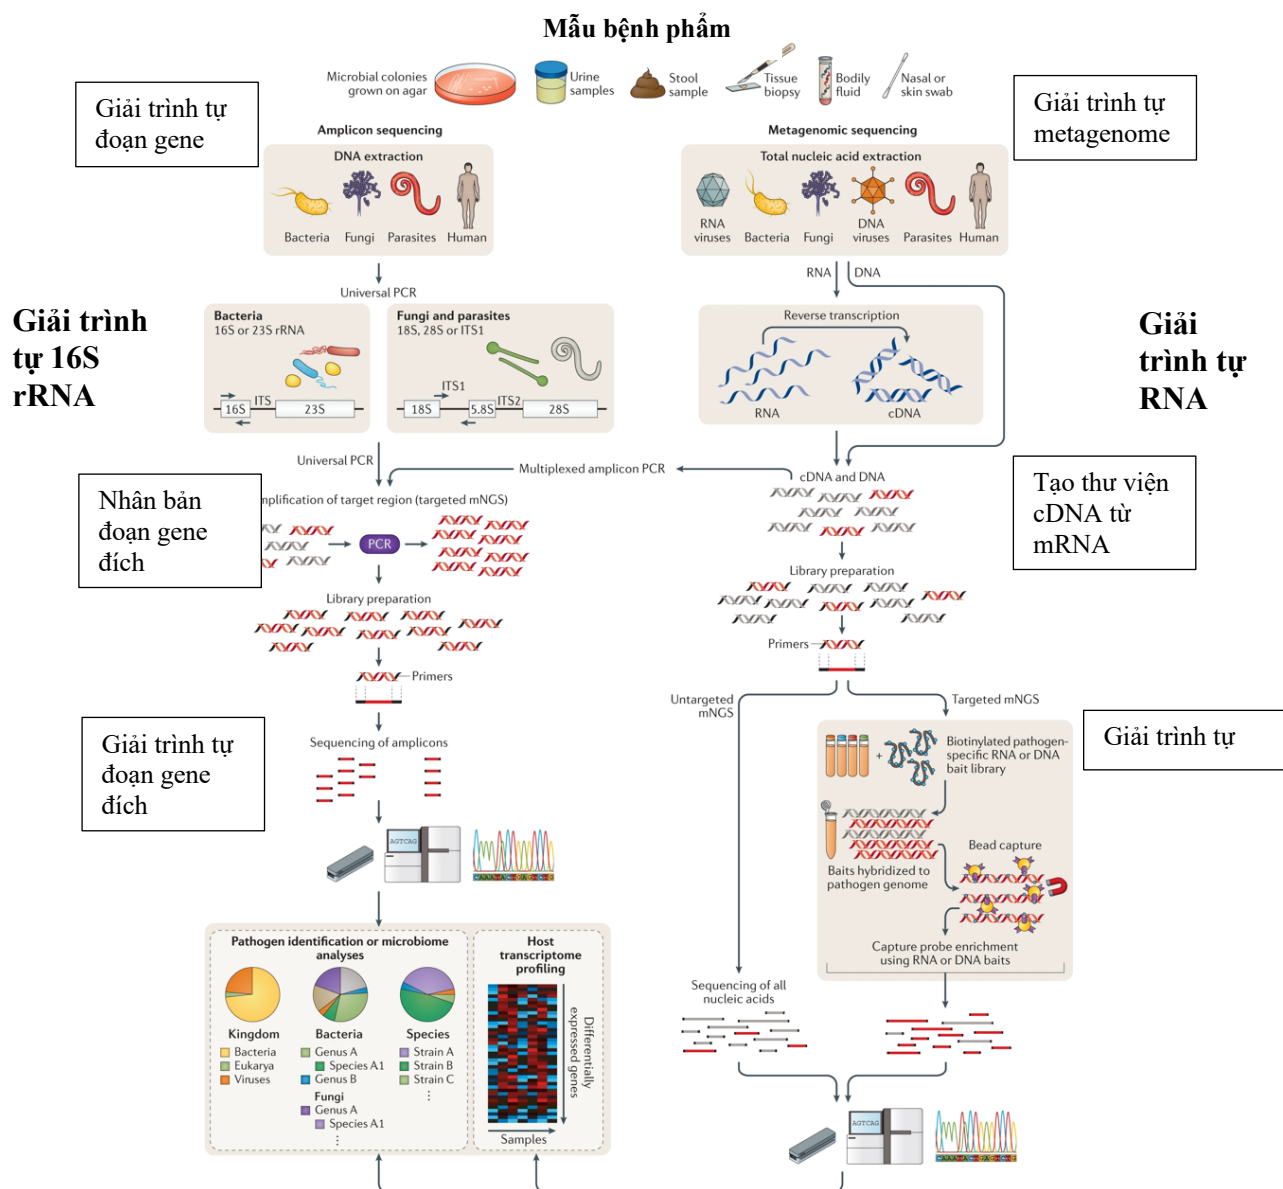 Mẫu bệnh phẩm
Microbial colonies
grown on agar
Urine
samples
Stool
sample
Tissue
biopsy
Bodily
fluid
Nasal or
skin swab
Giải trình tự
đoạn gene
Giải trình tự
metagenome
Amplicon sequencing
DNA extraction
Bacteria
Fungi
Parasites
Human
Metagenomic sequencing
Total nucleic acid extraction
RNA
viruses
Bacteria
Fungi
DNA
viruses
Parasites
Human
Universal PCR
RNA
DNA
Giải trình
tự 16S
rRNA
Bacteria
16S or 23S rRNA
ITS
16S
23S
Fungi and parasites
18S, 28S or ITS1
ITS1
ITS2
18S
5.8S
28S
Reverse transcription
RNA
cDNA
Giải
trình tự
RNA
Universal PCR
Multiplexed amplicon PCR
cDNA and DNA
Nhân bản
đoạn gene
đích
mplification of target region (targeted mNGS)
PCR
Tạo thư viện
cDNA từ
mRNA
Library preparation
Library preparation
Primers
Primers
Untargeted
mNGS
Targeted mNGS
Giải trình tự
đoạn gene
đích
Sequencing of amplicons
Giải trình tự
Biotinylated pathogen-
specific RNA or DNA
bait library
+
AGTCAG
Baits hybridized to
pathogen genome
Bead capture
Capture probe enrichment
using RNA or DNA baits
Pathogen identification or microbiome
analyses
Kingdom
Bacteria
Eukarya
Viruses
Bacteria
Genus A
Species A1
Genus B
Fungi
Genus A
Species A1
⋮
Species
Strain A
Strain B
Strain C
⋮
Host
transcriptome
profiling
Differentially
expressed genes
Samples
Sequencing of all
nucleic acids
AGTCAG